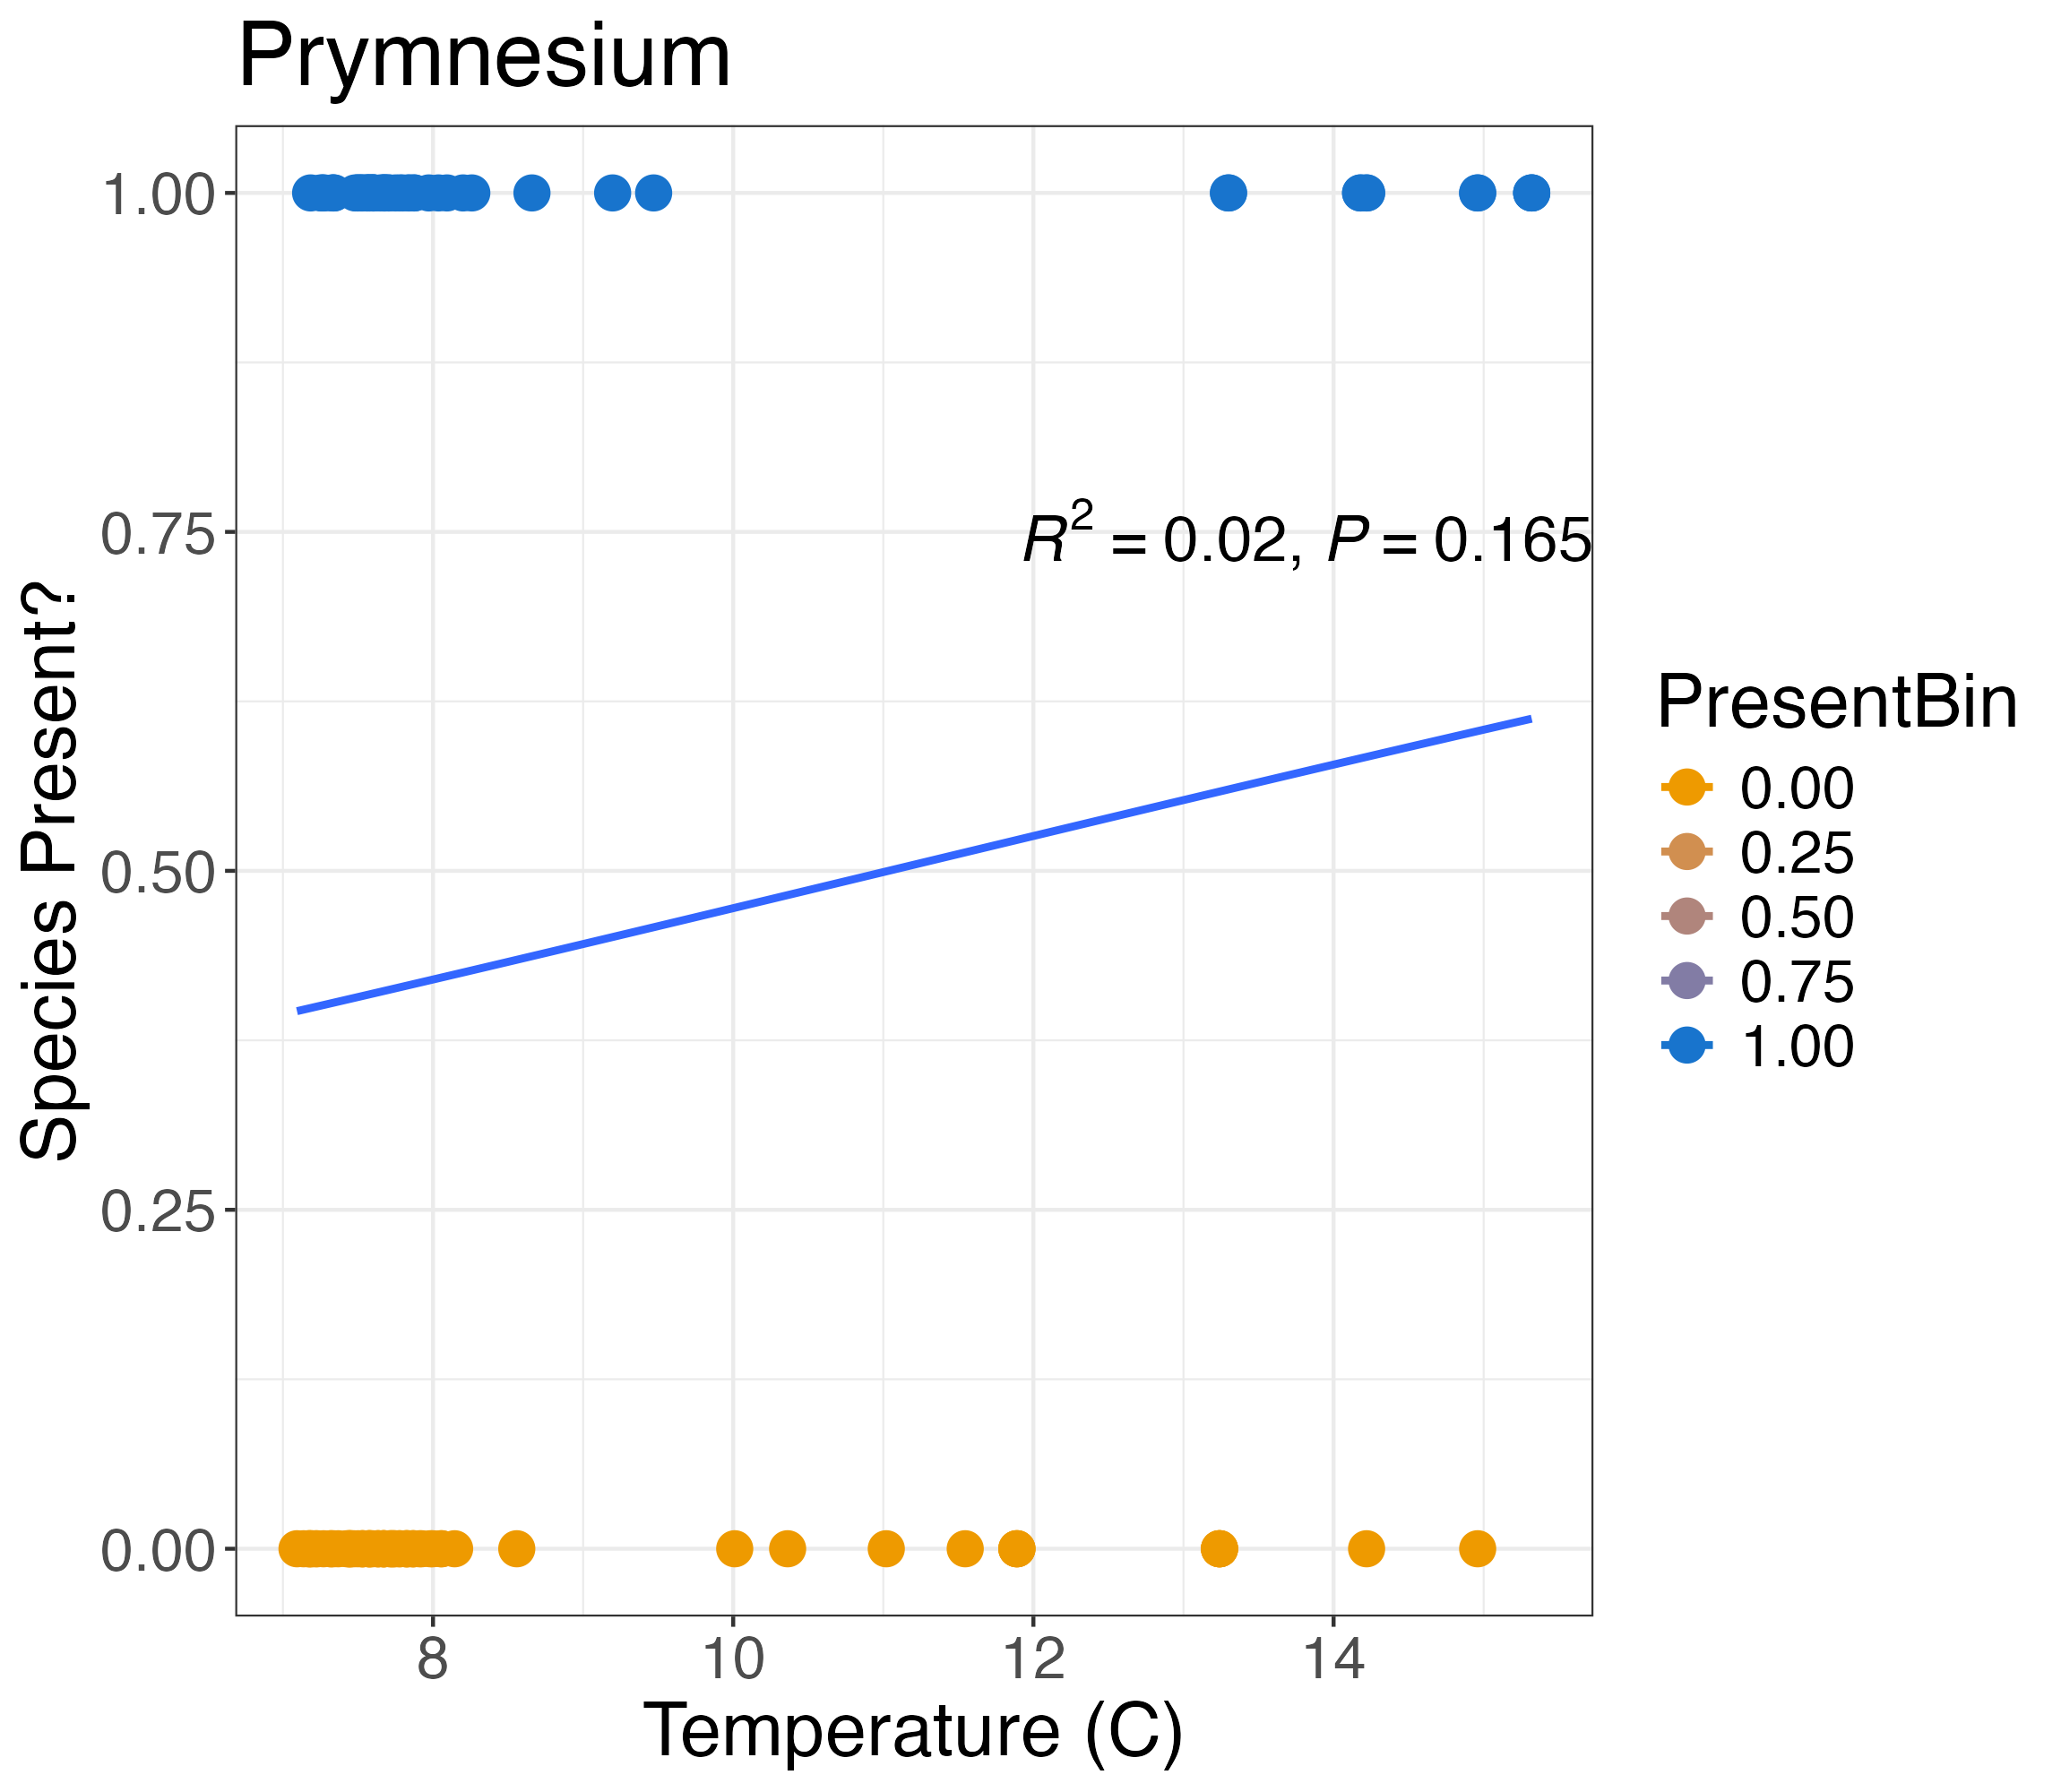 Prymnesium
1.00
0.75
0.50
0.25
0.00
Species Present?
R² = 0.02, P = 0.165
8 10 12 14
Temperature (C)
PresentBin
0.00
0.25
0.50
0.75
1.00